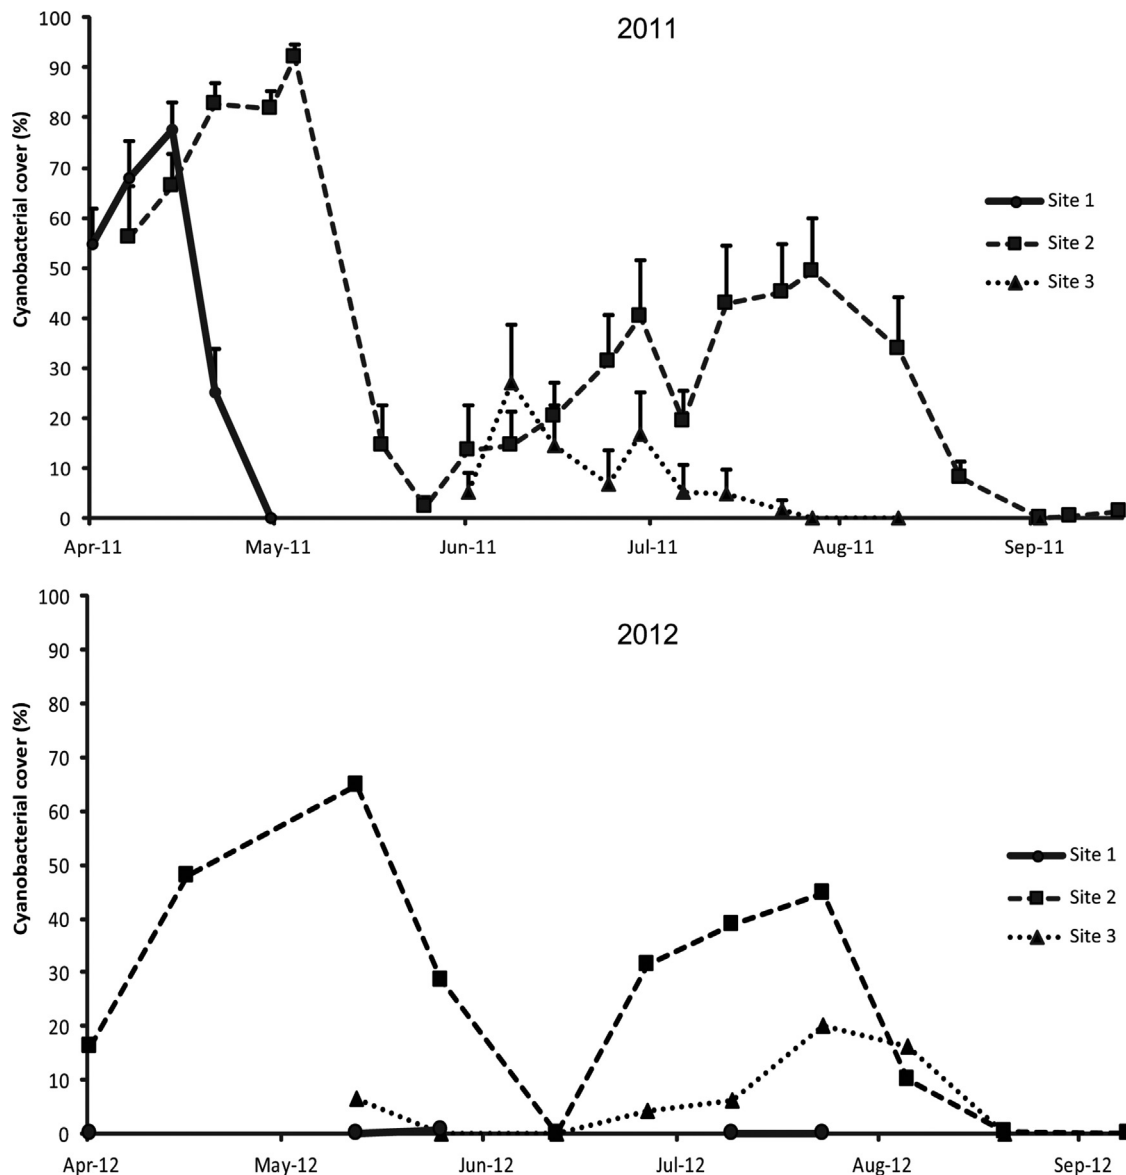 2011
Cyanobacterial cover (%)
100
90
80
70
60
50
40
30
20
10
0
Site 1
Site 2
Site 3
Apr-11 May-11 Jun-11 Jul-11 Aug-11 Sep-11
2012
Cyanobacterial cover (%)
100
90
80
70
60
50
40
30
20
10
0
Site 1
Site 2
Site 3
Apr-12 May-12 Jun-12 Jul-12 Aug-12 Sep-12